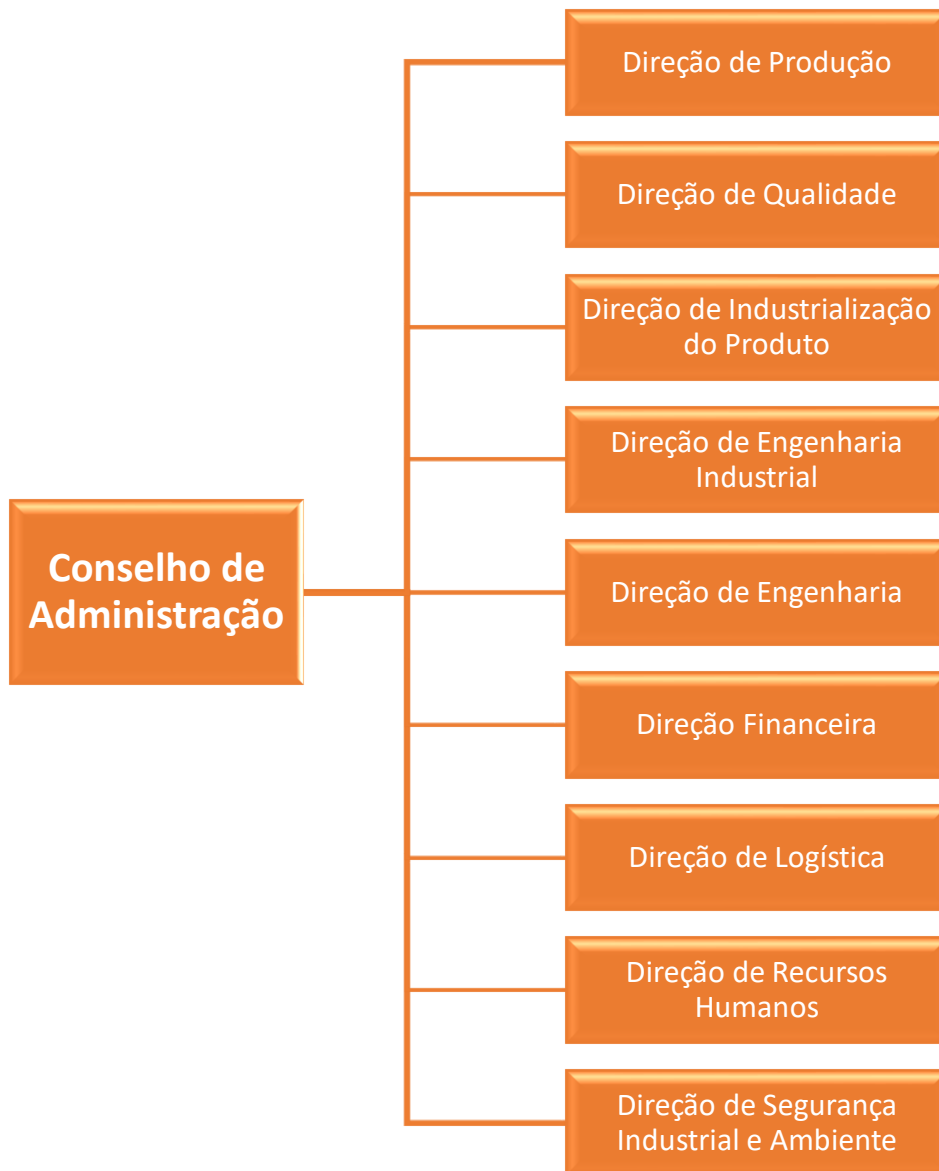 Direção de Produção
Direção de Qualidade
Direção de Industrialização
do Produto
Direção de Engenharia
Industrial
Conselho de
Administração
Direção de Engenharia
Direção Financeira
Direção de Logística
Direção de Recursos
Humanos
Direção de Segurança
Industrial e Ambiente